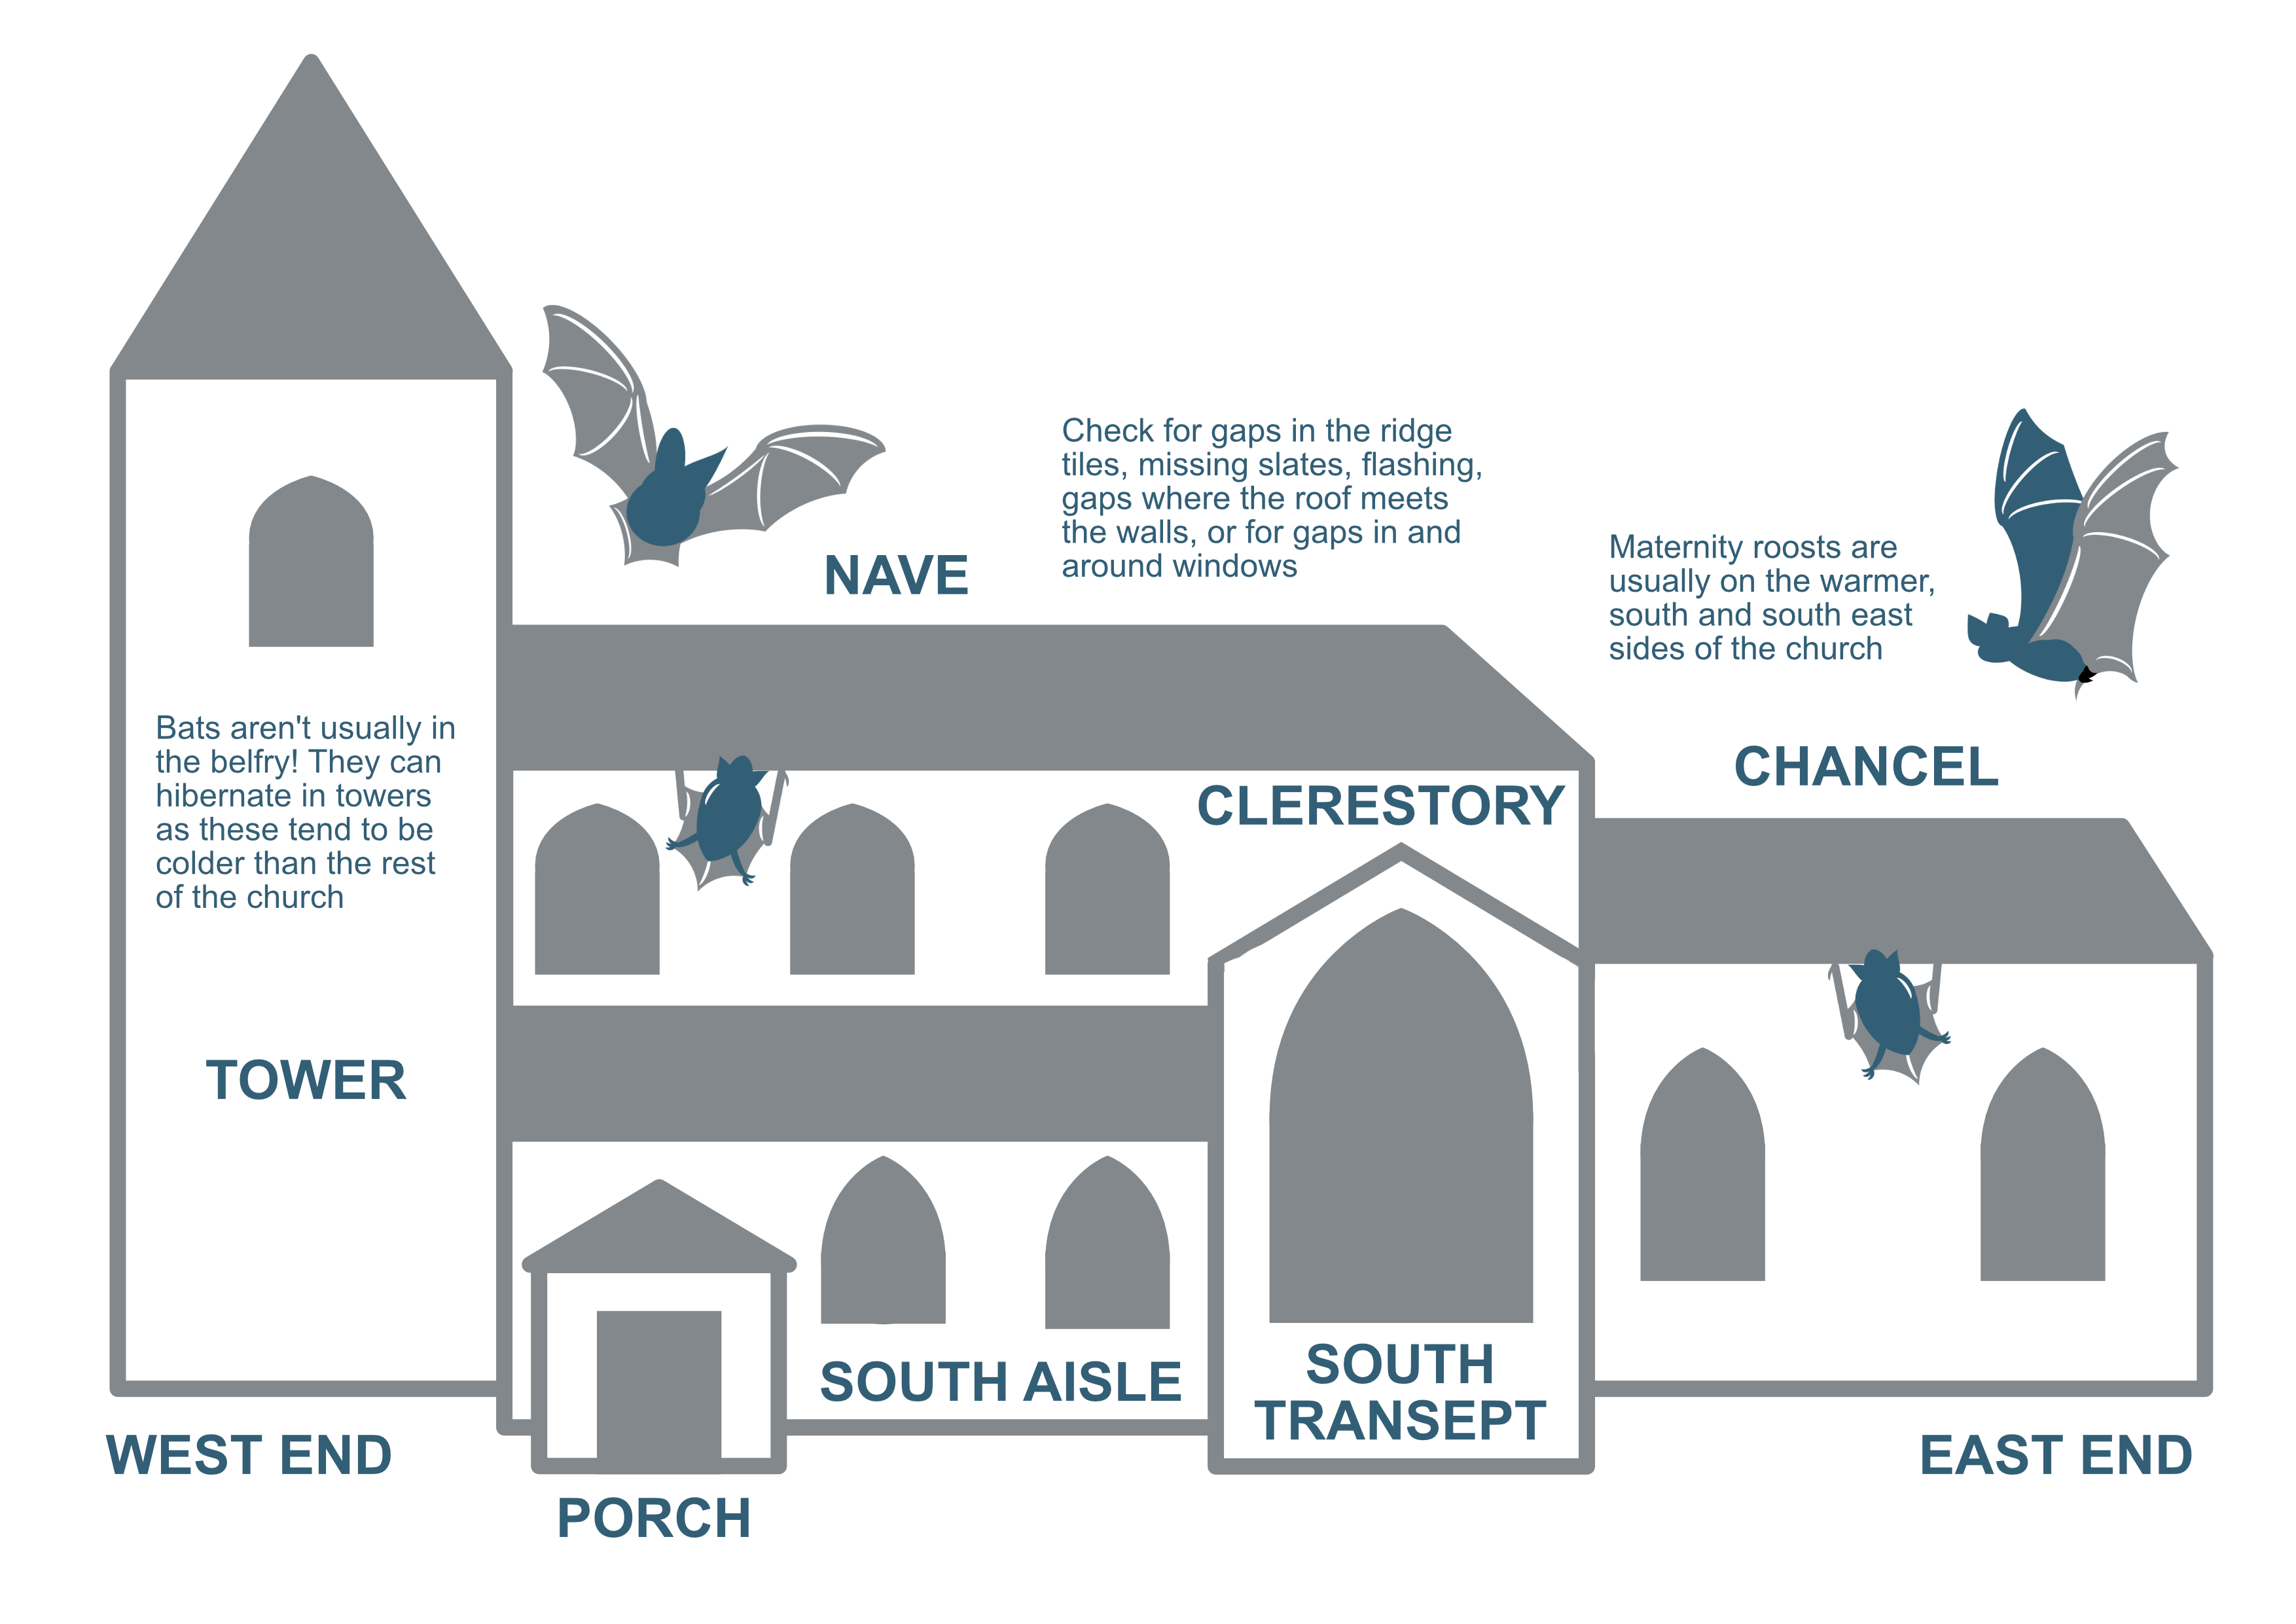 Check for gaps in the ridge
tiles, missing slates, flashing,
gaps where the roof meets
the walls, or for gaps in and
around windows
NAVE
Maternity roosts are
usually on the warmer,
south and south east
sides of the church
CHANCEL
Bats aren't usually in
the belfry! They can
hibernate in towers
as these tend to be
colder than the rest
of the church
CLERESTORY
TOWER
SOUTH AISLE
SOUTH
TRANSEPT
WEST END
EAST END
PORCH